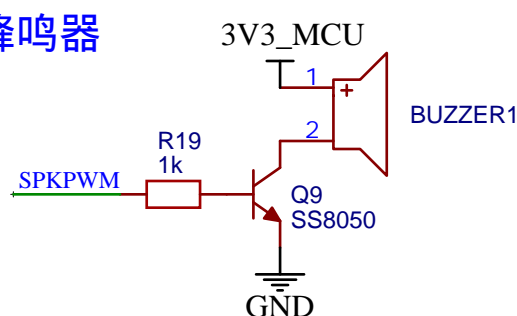 蜂鸣器
3V3_MCU
1
+
BUZZER1
2
R19
1k
SPKPWM
Q9
SS8050
GND